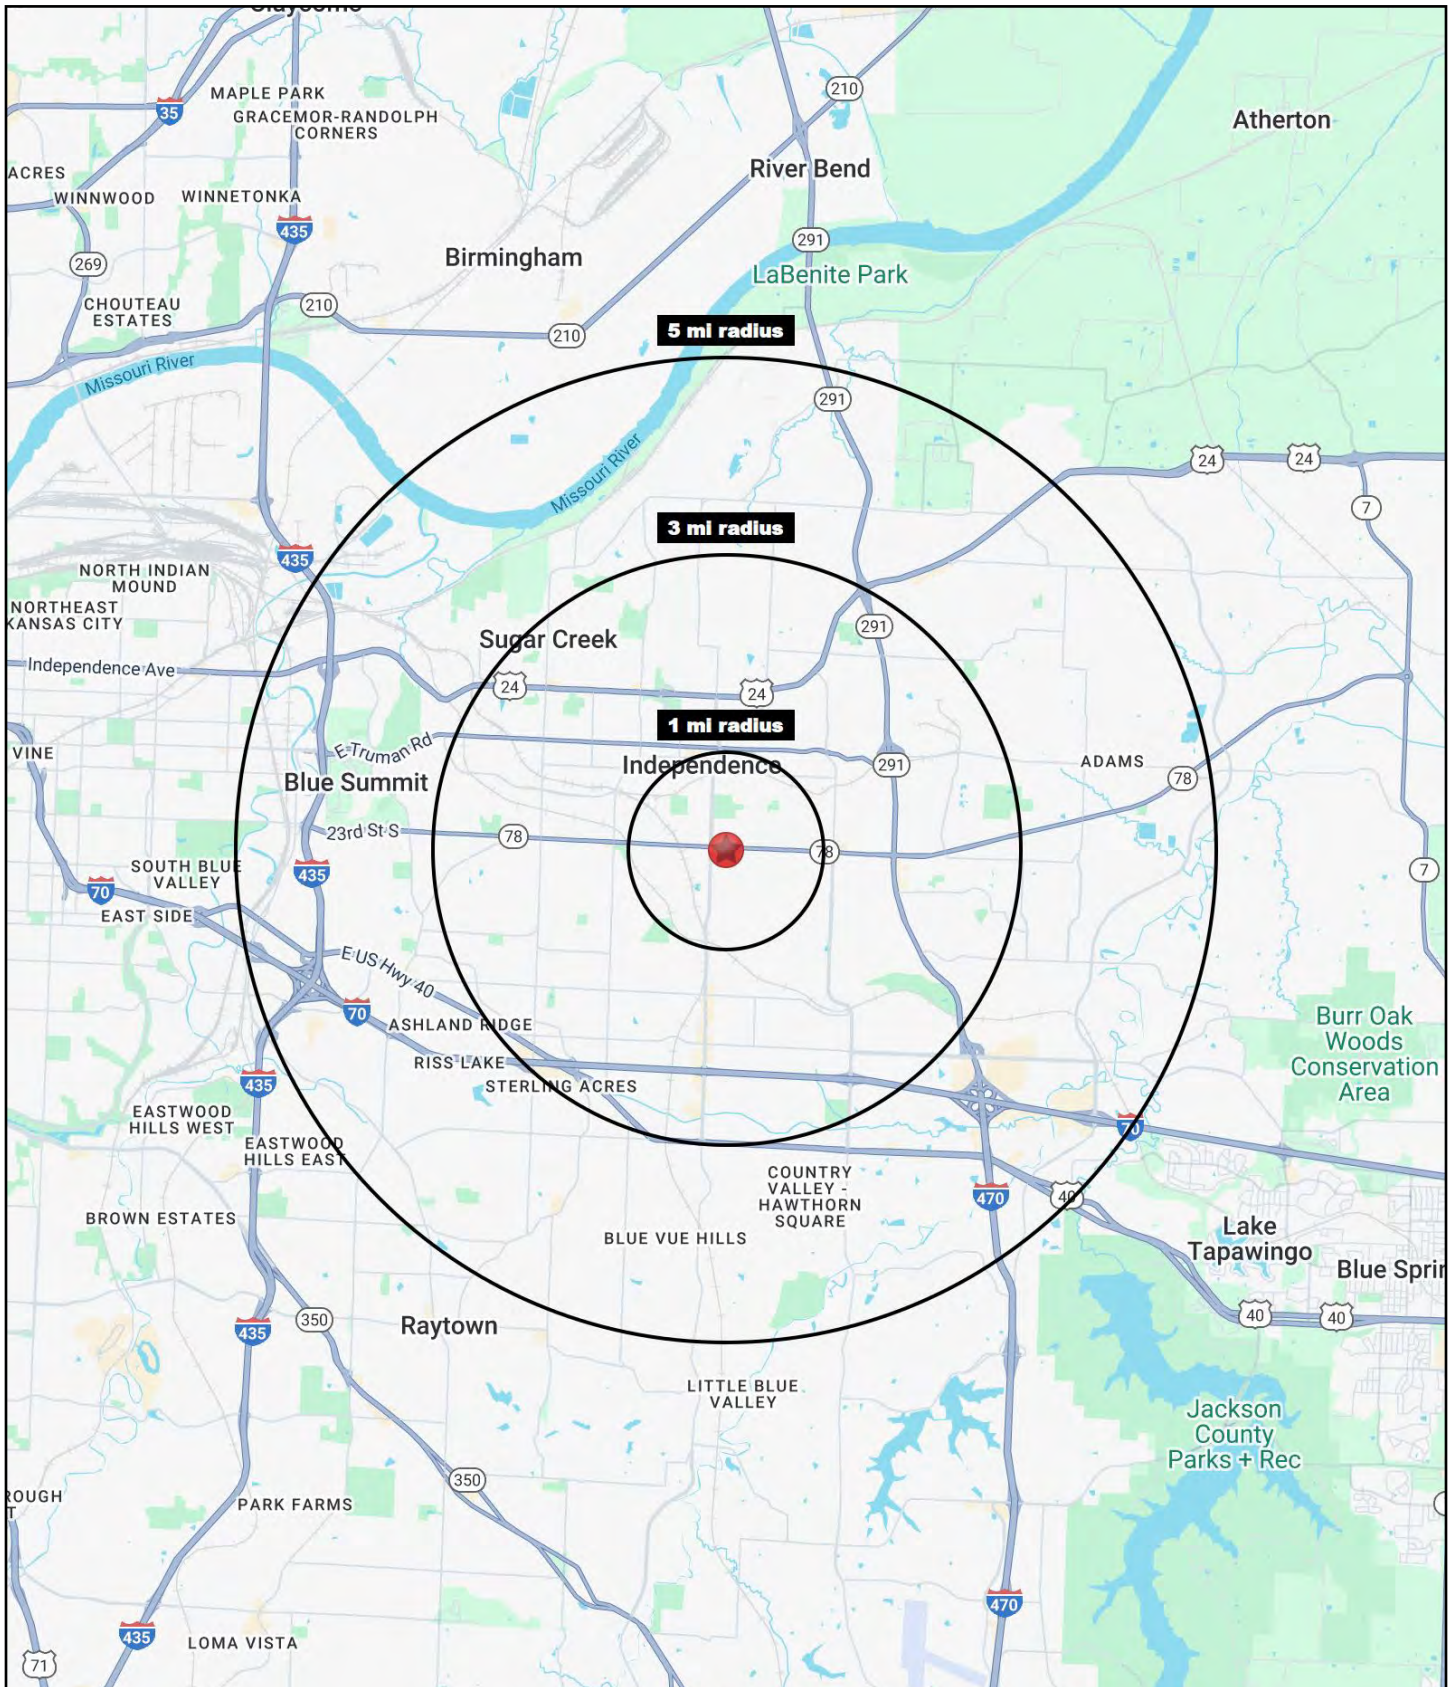 Claycomo
210
MAPLE PARK
35
GRACEMOR-RANDOLPH
CORNERS
Atherton
ACRES
River Bend
WINNWOOD
WINNETONKA
435
291
Birmingham
269
LaBenite Park
CHOUTEAU
ESTATES
210
5 mi radius
210
Missouri River
291
24
24
Missouri River
7
3 mi radius
435
NORTH INDIAN
MOUND
NORTHEAST
KANSAS CITY
291
Sugar Creek
Independence Ave
24
24
1 mi radius
E Truman Rd
VINE
Independence
291
ADAMS
Blue Summit
78
23rd St S
78
78
SOUTH BLUE
VALLEY
435
7
70
EAST SIDE
E US Hwy 40
70
ASHLAND RIDGE
Burr Oak
Woods
Conservation
Area
RISS LAKE
435
STERLING ACRES
EASTWOOD
HILLS WEST
70
EASTWOOD
HILLS EAST
COUNTRY
VALLEY -
HAWTHORN
SQUARE
470
40
BROWN ESTATES
BLUE VUE HILLS
Lake
Tapawingo
Blue Sprin
350
Raytown
435
40
40
LITTLE BLUE
VALLEY
Jackson
County
Parks + Rec
350
ROUGH
T
PARK FARMS
470
435
LOMA VISTA
71